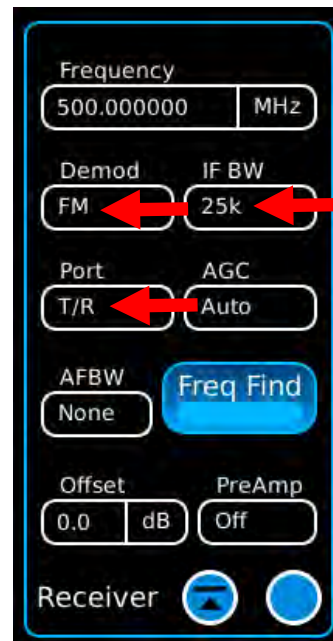 Frequency
500.000000 MHz
Demod IF BW
FM 25k
Port AGC
T/R Auto
AFBW Freq Find
None
Offset PreAmp
0.0 dB Off
Receiver